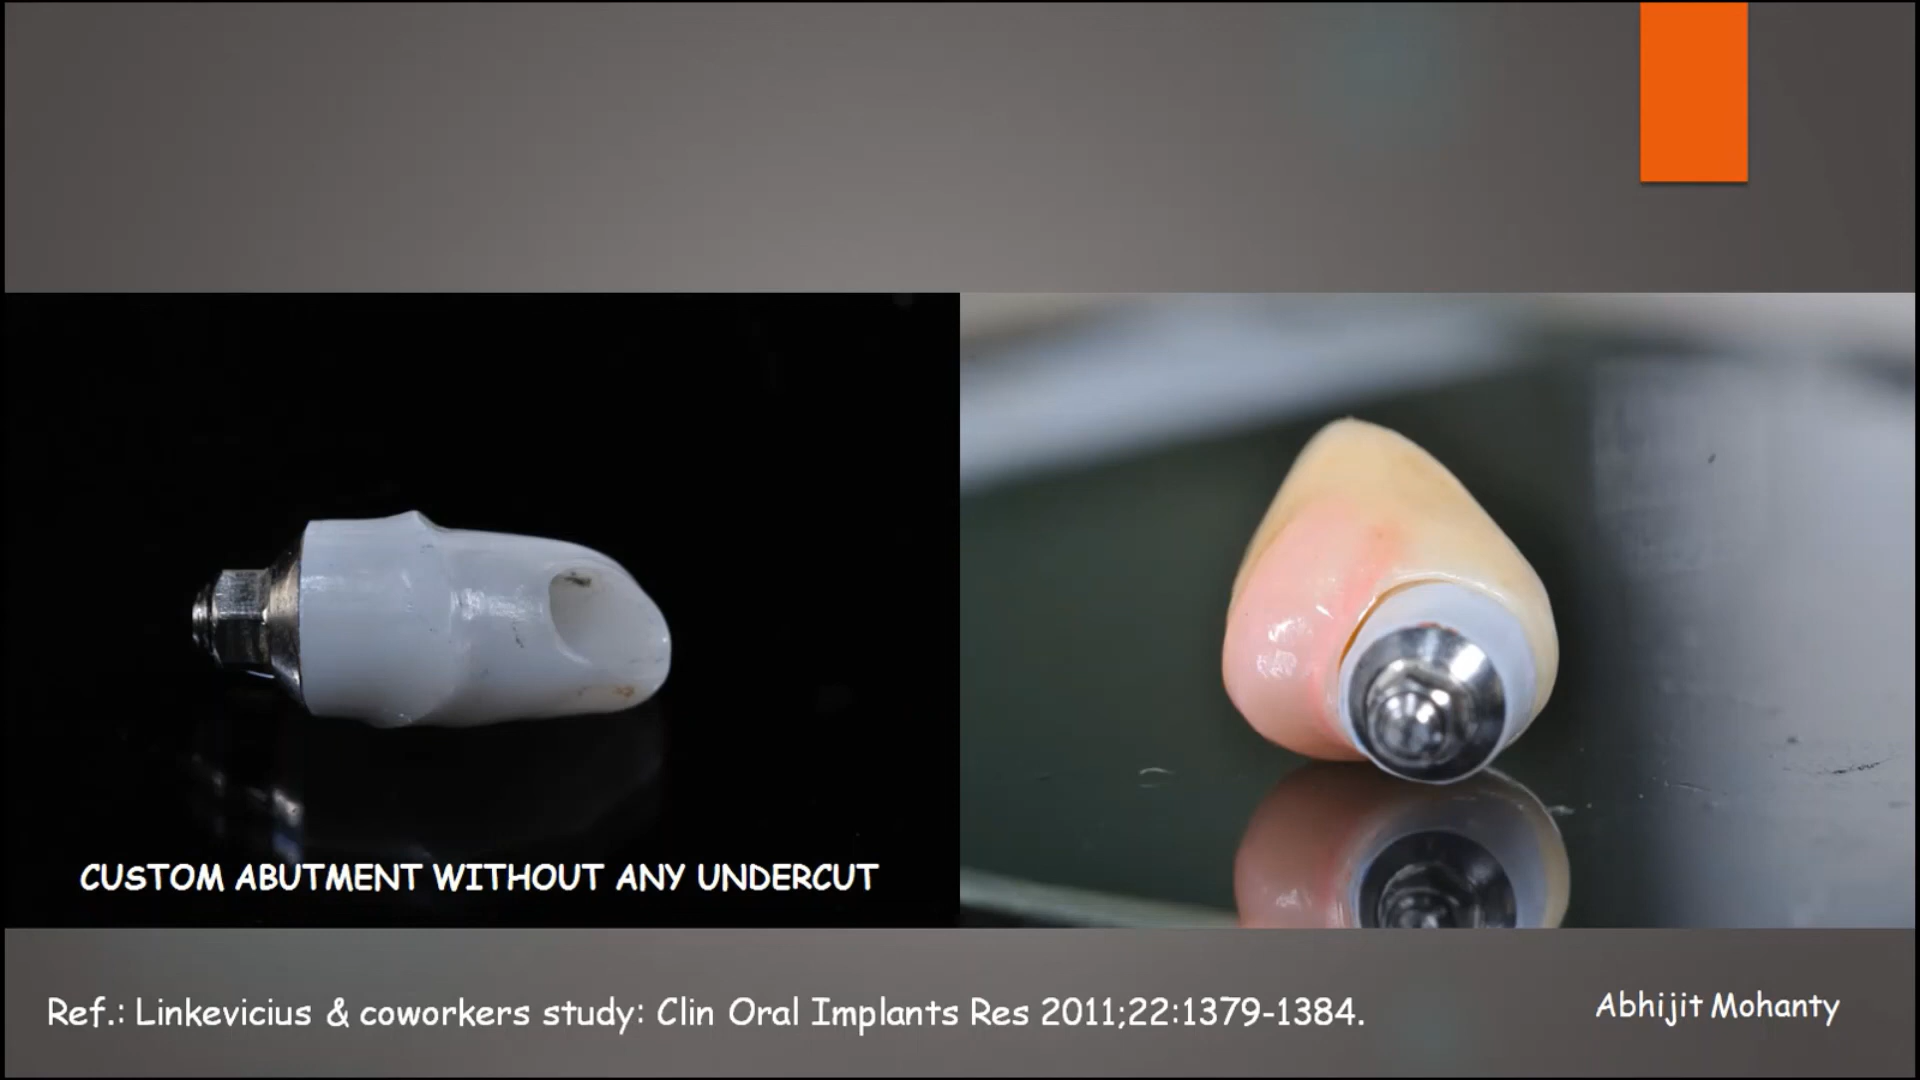 CUSTOM ABUTMENT WITHOUT ANY UNDERCUT
Ref.: Linkevicius & coworkers study: Clin Oral Implants Res 2011;22:1379-1384.
Abhijit Mohanty